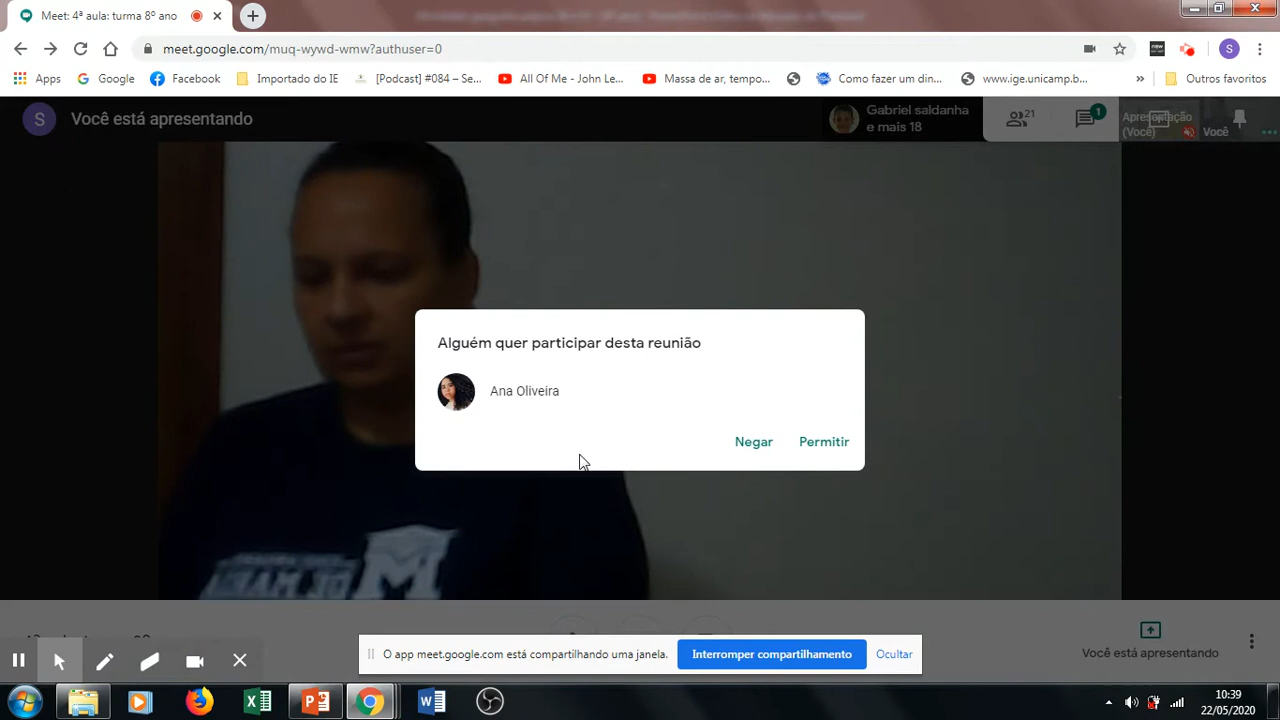 Meet: 4ª aula: turma 8º ano
meet.google.com/muq-wywd-wmw?authuser=0
Apps Google Facebook Importado do IE [Podcast] #084 – Se... All Of Me - John Le... Massa de ar, tempo... Como fazer um din... www.ige.unicamp.b... » Outros favoritos
S Você está apresentando
Gabriel saldanha
e mais 18
21
1
Apresentação
(Você)
Você
Alguém quer participar desta reunião
Ana Oliveira
Negar Permitir
M
O app meet.google.com está compartilhando uma janela. Interromper compartilhamento Ocultar
Você está apresentando
10:39
22/05/2020